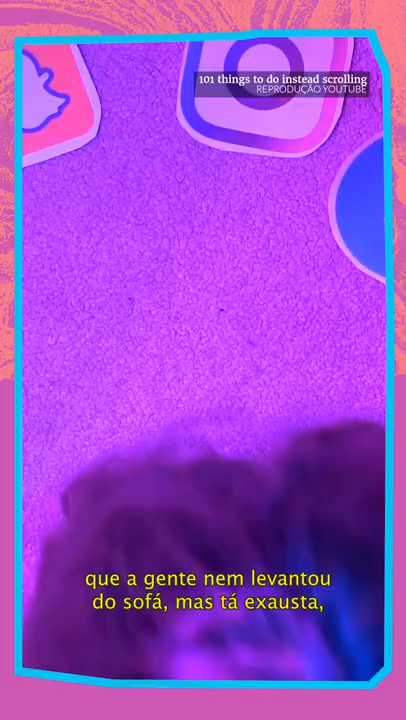 101 things to do instead scrolling
REPRODUÇÃO YOUTUBE
que a gente nem levantou
do sofá, mas tá exausta,